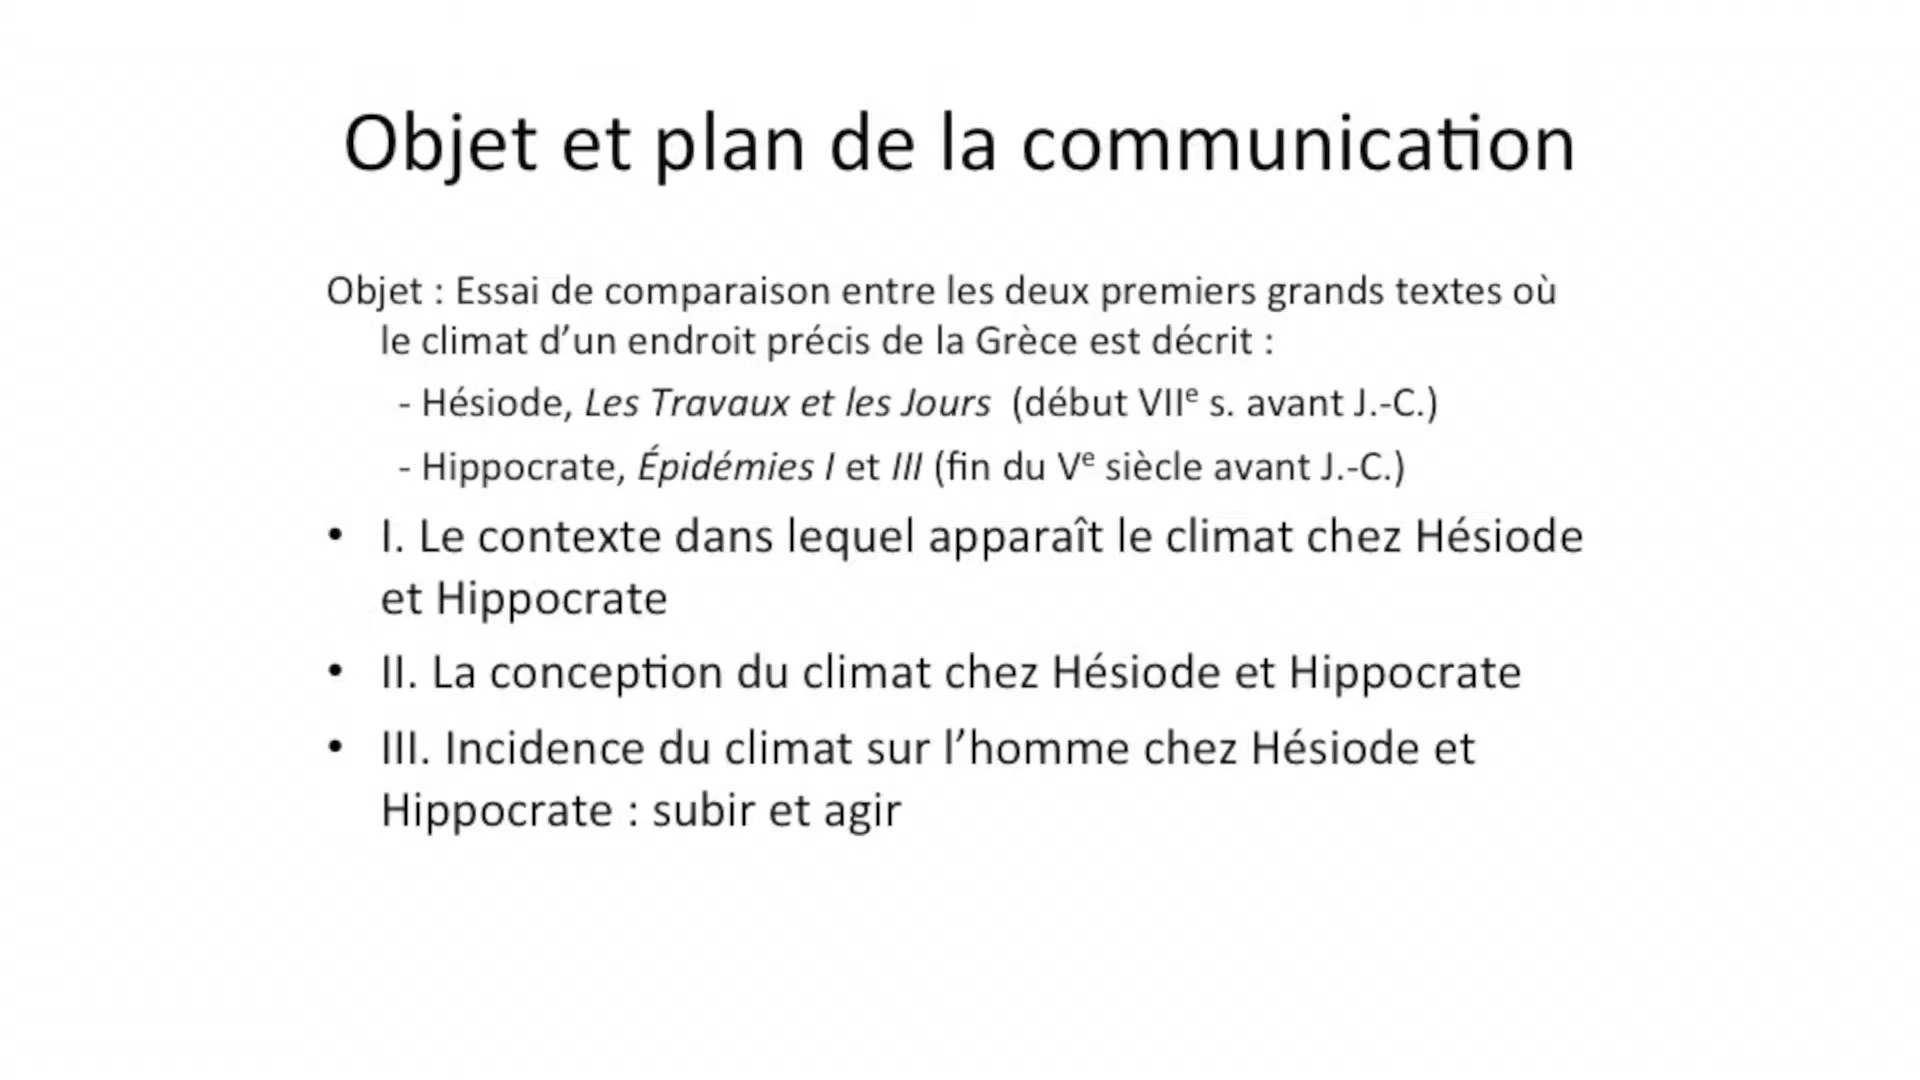 Objet et plan de la communication
Objet : Essai de comparaison entre les deux premiers grands textes où
le climat d’un endroit précis de la Grèce est décrit :
- Hésiode, Les Travaux et les Jours (début VIIe s. avant J.-C.)
- Hippocrate, Épidémies I et III (fin du Ve siècle avant J.-C.)
• I. Le contexte dans lequel apparaît le climat chez Hésiode
et Hippocrate
• II. La conception du climat chez Hésiode et Hippocrate
• III. Incidence du climat sur l’homme chez Hésiode et
Hippocrate : subir et agir